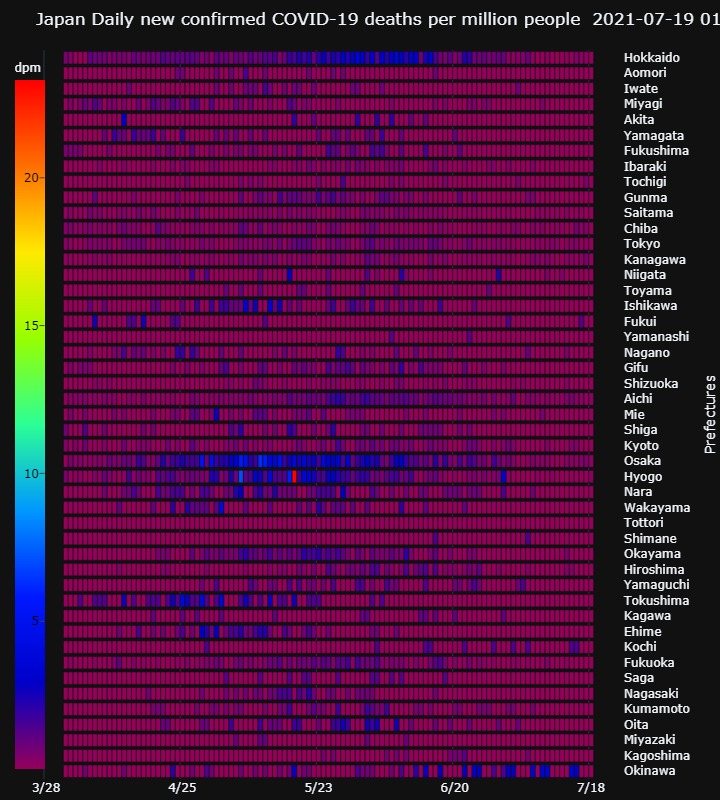 Japan Daily new confirmed COVID-19 deaths per million people 2021-07-19 01
dpm
20
15
10
5
Hokkaido
Aomori
Iwate
Miyagi
Akita
Yamagata
Fukushima
Ibaraki
Tochigi
Gunma
Saitama
Chiba
Tokyo
Kanagawa
Niigata
Toyama
Ishikawa
Fukui
Yamanashi
Nagano
Gifu
Shizuoka
Aichi
Mie
Shiga
Kyoto
Osaka
Hyogo
Nara
Wakayama
Tottori
Shimane
Okayama
Hiroshima
Yamaguchi
Tokushima
Kagawa
Ehime
Kochi
Fukuoka
Saga
Nagasaki
Kumamoto
Oita
Miyazaki
Kagoshima
Okinawa
Prefectures
3/28 4/25 5/23 6/20 7/18